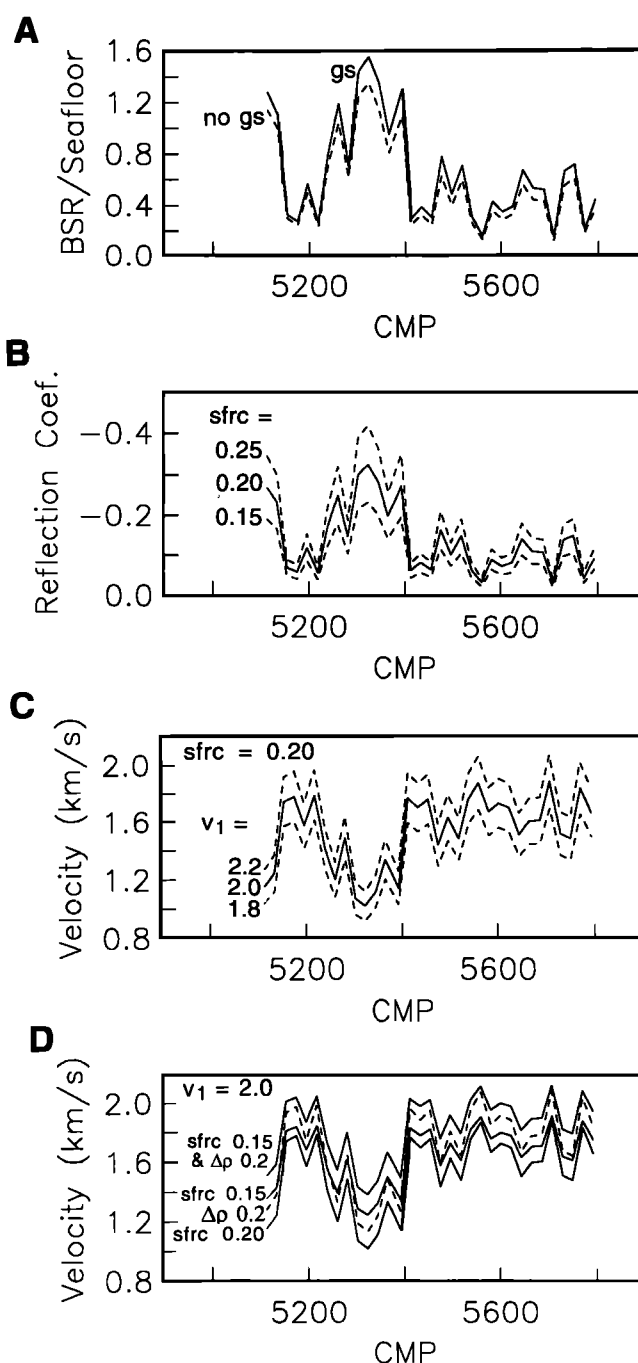 A
1.6
1.2
0.8
0.4
0.0
BSR/Seafloor
gs
no gs
5200
5600
CMP
B
−0.4
−0.2
0.0
Reflection Coef.
sfrc =
0.25
0.20
0.15
5200
5600
CMP
C
2.0
1.6
1.2
0.8
Velocity (km/s)
sfrc = 0.20
v₁ =
2.2
2.0
1.8
5200
5600
CMP
D
2.0
1.6
1.2
0.8
Velocity (km/s)
v₁ = 2.0
sfrc 0.15
& Δρ 0.2
sfrc 0.15
Δρ 0.2
sfrc 0.20
5200
5600
CMP